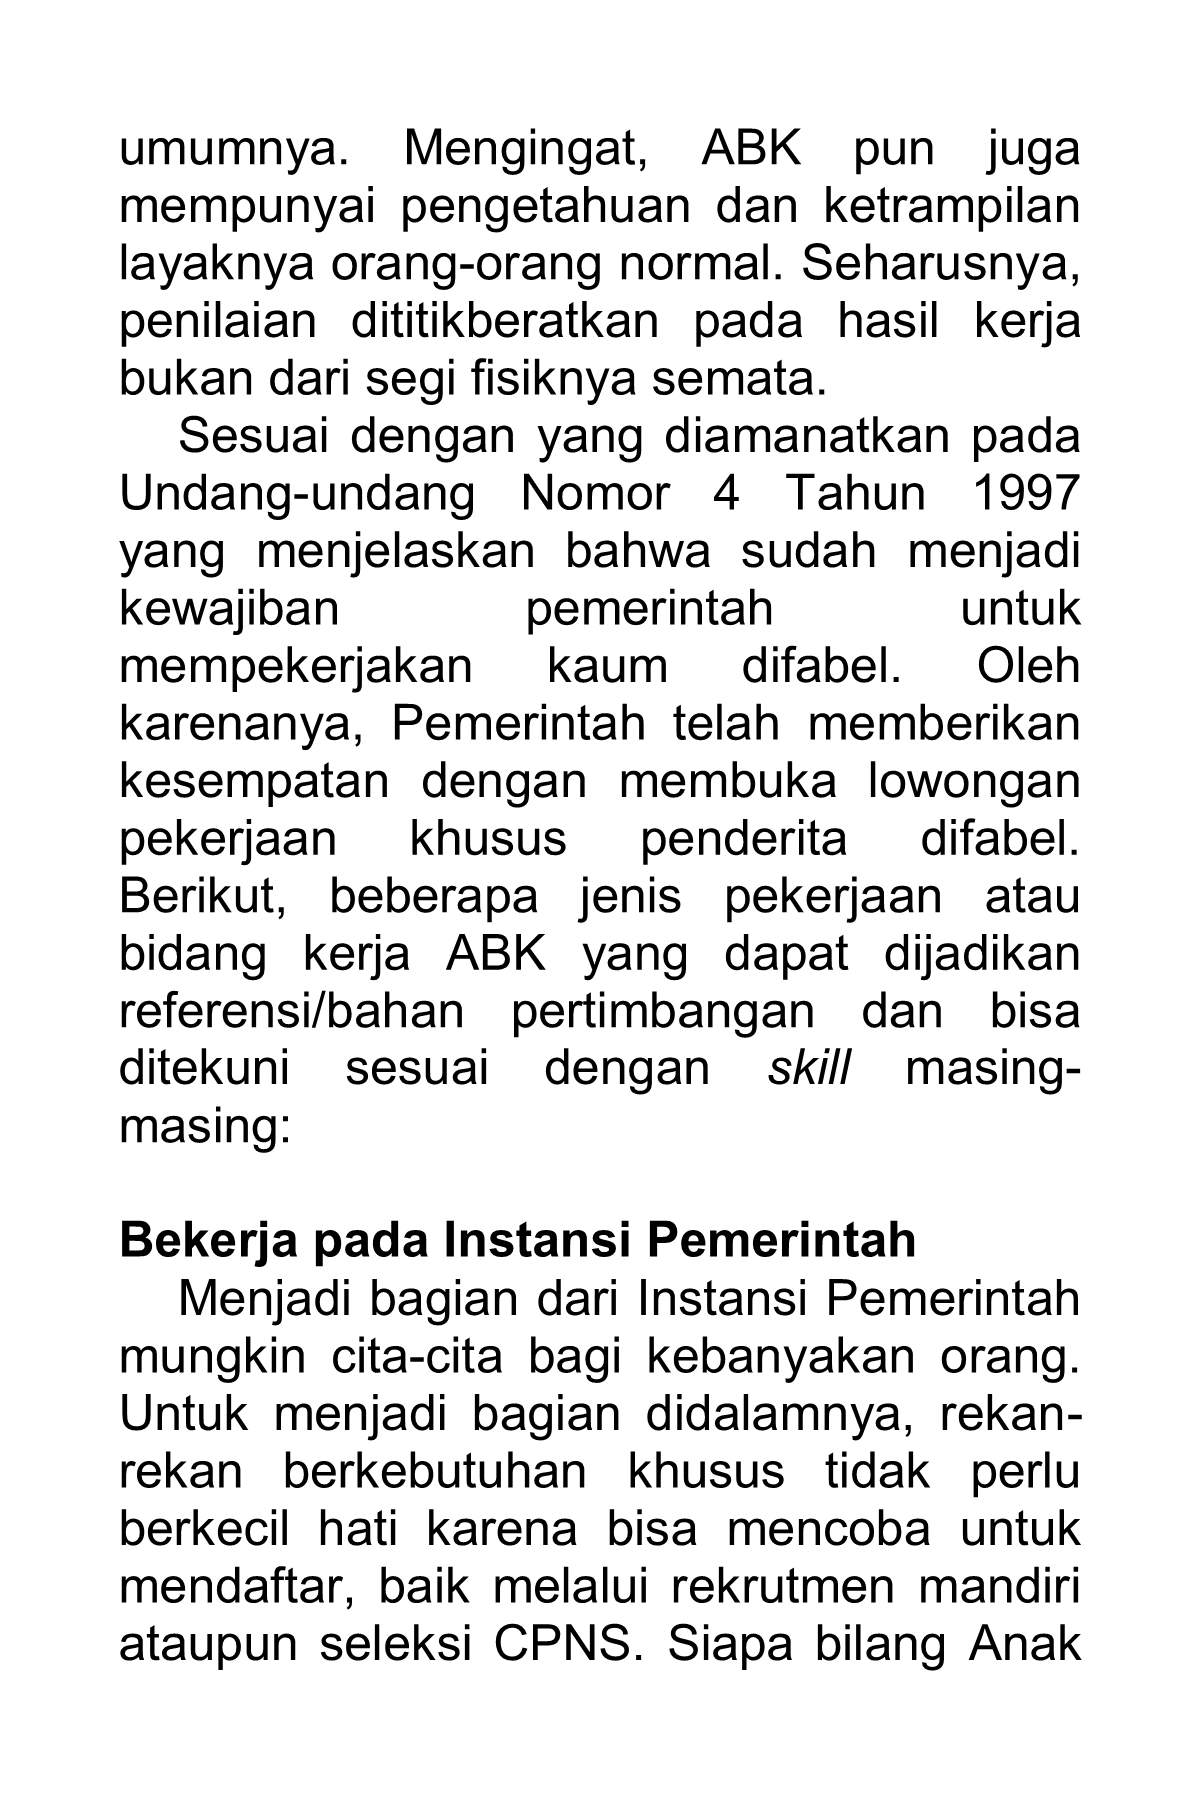 umumnya. Mengingat, ABK pun juga
mempunyai pengetahuan dan ketrampilan
layaknya orang-orang normal. Seharusnya,
penilaian dititikberatkan pada hasil kerja
bukan dari segi fisiknya semata.
Sesuai dengan yang diamanatkan pada
Undang-undang Nomor 4 Tahun 1997
yang menjelaskan bahwa sudah menjadi
kewajiban pemerintah untuk
mempekerjakan kaum difabel. Oleh
karenanya, Pemerintah telah memberikan
kesempatan dengan membuka lowongan
pekerjaan khusus penderita difabel.
Berikut, beberapa jenis pekerjaan atau
bidang kerja ABK yang dapat dijadikan
referensi/bahan pertimbangan dan bisa
ditekuni sesuai dengan skill masing-
masing:
Bekerja pada Instansi Pemerintah
Menjadi bagian dari Instansi Pemerintah
mungkin cita-cita bagi kebanyakan orang.
Untuk menjadi bagian didalamnya, rekan-
rekan berkebutuhan khusus tidak perlu
berkecil hati karena bisa mencoba untuk
mendaftar, baik melalui rekrutmen mandiri
ataupun seleksi CPNS. Siapa bilang Anak